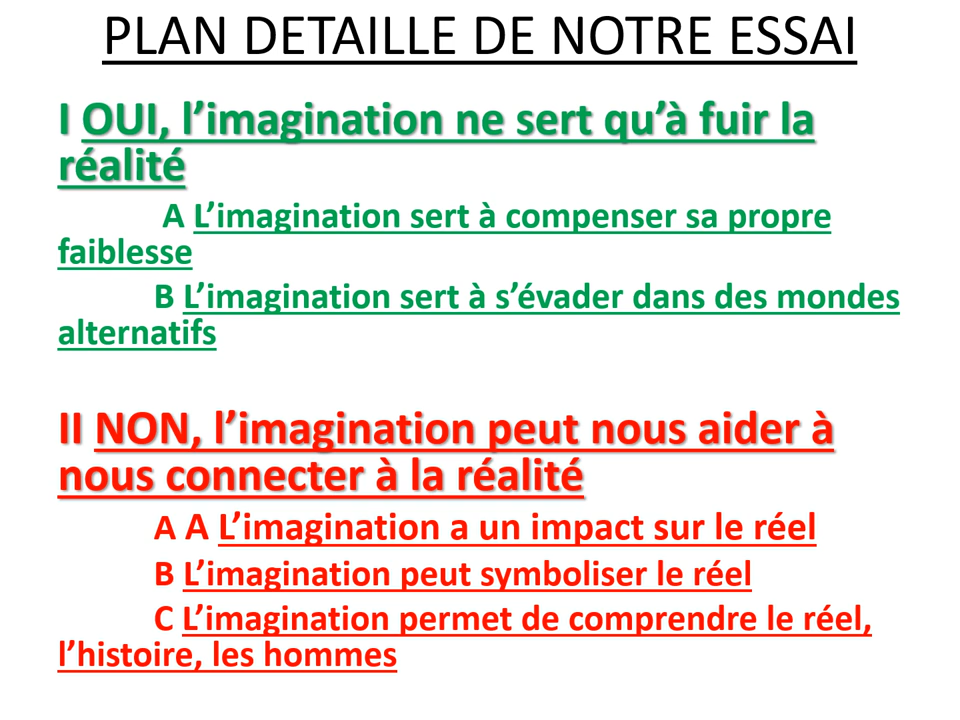 PLAN DETAILLE DE NOTRE ESSAI
I OUI, l’imagination ne sert qu’à fuir la
réalité
A L’imagination sert à compenser sa propre
faiblesse
B L’imagination sert à s’évader dans des mondes
alternatifs
II NON, l’imagination peut nous aider à
nous connecter à la réalité
A A L’imagination a un impact sur le réel
B L’imagination peut symboliser le réel
C L’imagination permet de comprendre le réel,
l’histoire, les hommes